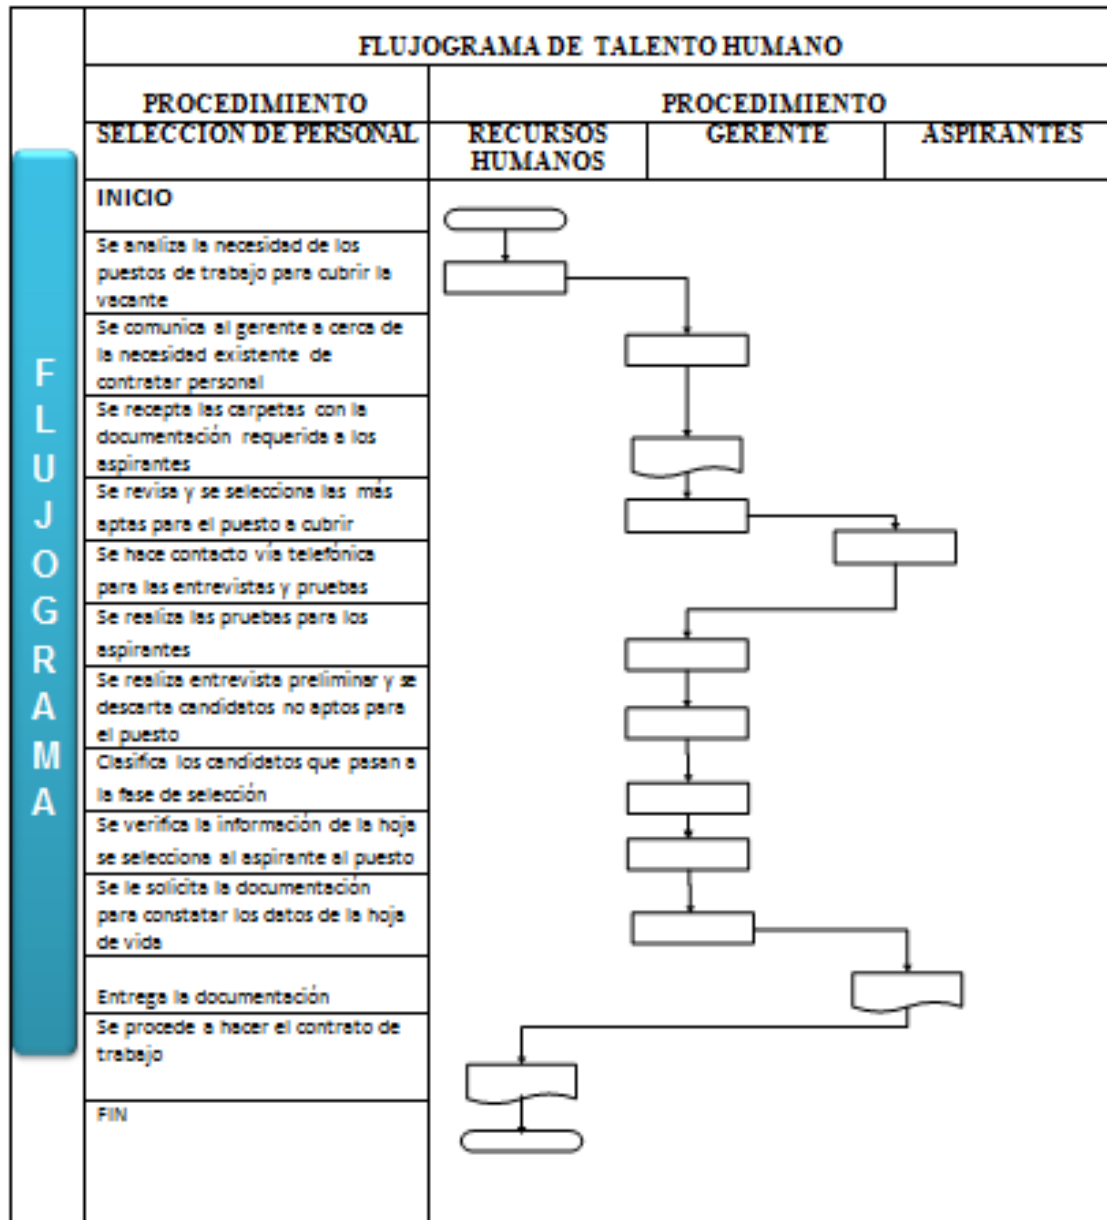 FLUJOGRAMA DE TALENTO HUMANO
PROCEDIMIENTO
PROCEDIMIENTO
SELECCIÓN DE PERSONAL
RECURSOS
HUMANOS
GERENTE
ASPIRANTES
FLUJOGRAMA
INICIO
Se analiza la necesidad de los
puestos de trabajo para cubrir la
vacante
Se comunica al gerente a cerca de
la necesidad existente de
contratar personal
Se recepta las carpetas con la
documentación requerida a los
aspirantes
Se revisa y se selecciona las más
aptas para el puesto a cubrir
Se hace contacto vía telefónica
para las entrevistas y pruebas
Se realiza las pruebas para los
aspirantes
Se realiza entrevista preliminar y se
descarta candidatos no aptos para
el puesto
Clasifica los candidatos que pasan a
la fase de selección
Se verifica la información de la hoja
se selecciona al aspirante al puesto
Se le solicita la documentación
para constatar los datos de la hoja
de vida
Entrega la documentación
Se procede a hacer el contrato de
trabajo
FIN